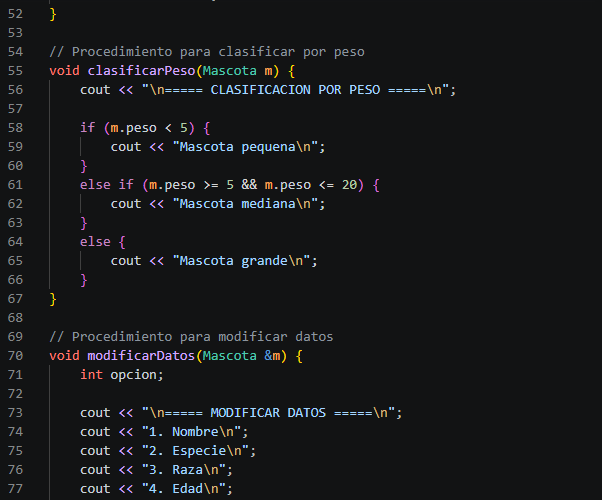 52 }
53
54 // Procedimiento para clasificar por peso
55 void clasificarPeso(Mascota m) {
56     cout << "\n===== CLASIFICACION POR PESO =====\n";
57
58     if (m.peso < 5) {
59         cout << "Mascota pequena\n";
60     }
61     else if (m.peso >= 5 && m.peso <= 20) {
62         cout << "Mascota mediana\n";
63     }
64     else {
65         cout << "Mascota grande\n";
66     }
67 }
68
69 // Procedimiento para modificar datos
70 void modificarDatos(Mascota &m) {
71     int opcion;
72
73     cout << "\n===== MODIFICAR DATOS =====\n";
74     cout << "1. Nombre\n";
75     cout << "2. Especie\n";
76     cout << "3. Raza\n";
77     cout << "4. Edad\n";